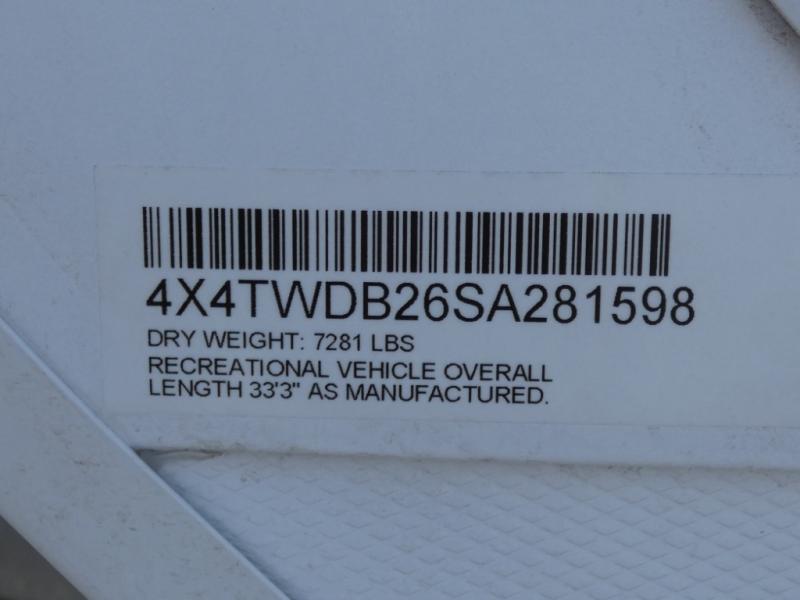 4X4TWDB26SA281598
DRY WEIGHT: 7281 LBS
RECREATIONAL VEHICLE OVERALL
LENGTH 33'3" AS MANUFACTURED.